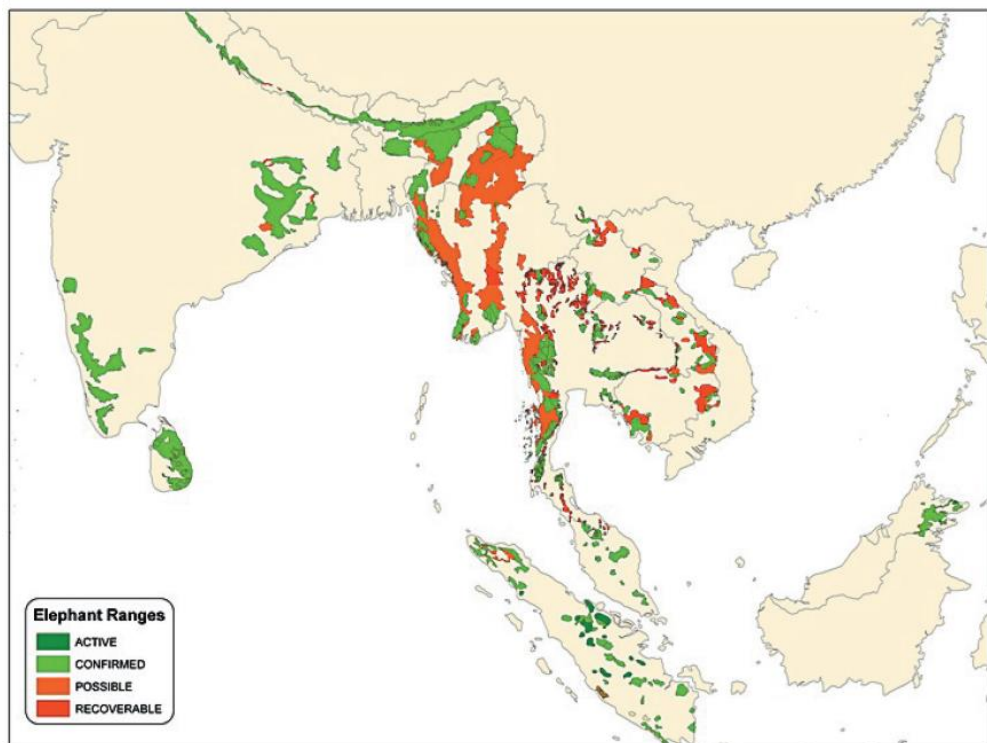 Elephant Ranges
ACTIVE
CONFIRMED
POSSIBLE
RECOVERABLE